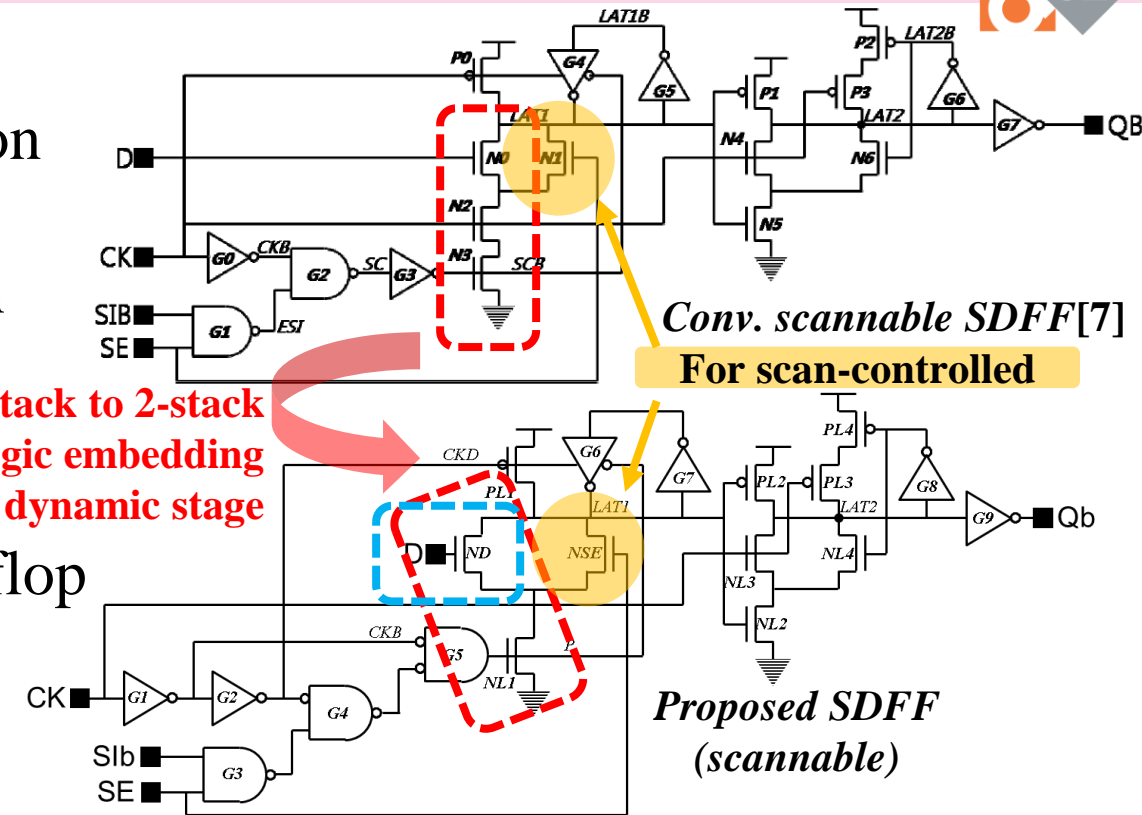 LAT1B
P0
G4
G5
P2
LAT2B
P1
P3
G6
LAT1
LAT2
G7
QB
on
D
N0
N1
N4
N6
N2
N5
CK
G0
CKB
G2
SC
G3
N3
SCB
SIB
G1
ESI
SE
Conv. scannable SDFF[7]
For scan-controlled
tack to 2-stack
gic embedding
dynamic stage
flop
CKD
G6
G7
PL4
PL1
PL2
PL3
G8
LAT1
LAT2
G9
Qb
D
ND
NSE
NL3
NL4
CKB
G5
P
NL2
NL1
CK
G1
G2
G4
SIb
G3
SE
Proposed SDFF
(scannable)